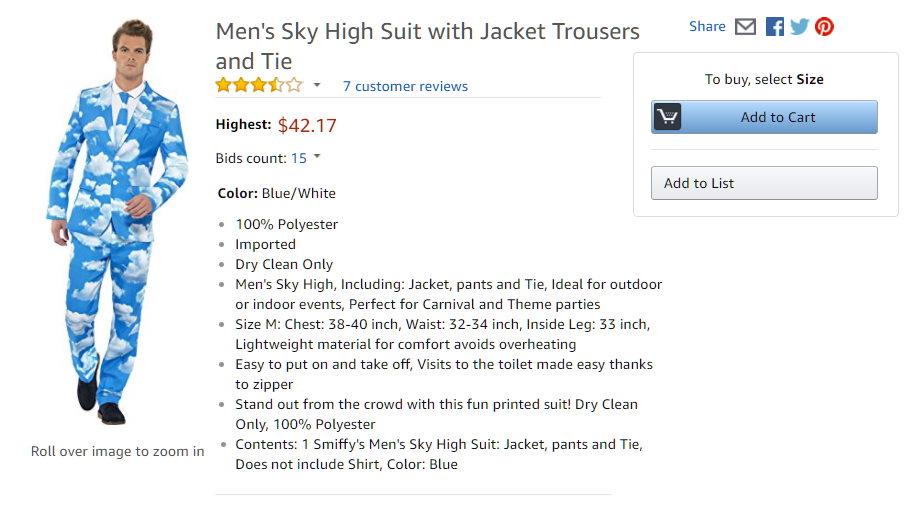 Men's Sky High Suit with Jacket Trousers
and Tie
7 customer reviews
Highest: $42.17
Bids count: 15
Color: Blue/White
100% Polyester
Imported
Dry Clean Only
Men's Sky High, Including: Jacket, pants and Tie, Ideal for outdoor
or indoor events, Perfect for Carnival and Theme parties
Size M: Chest: 38-40 inch, Waist: 32-34 inch, Inside Leg: 33 inch,
Lightweight material for comfort avoids overheating
Easy to put on and take off, Visits to the toilet made easy thanks
to zipper
Stand out from the crowd with this fun printed suit! Dry Clean
Only, 100% Polyester
Contents: 1 Smiffy's Men's Sky High Suit: Jacket, pants and Tie,
Does not include Shirt, Color: Blue
Roll over image to zoom in
Share
To buy, select Size
Add to Cart
Add to List